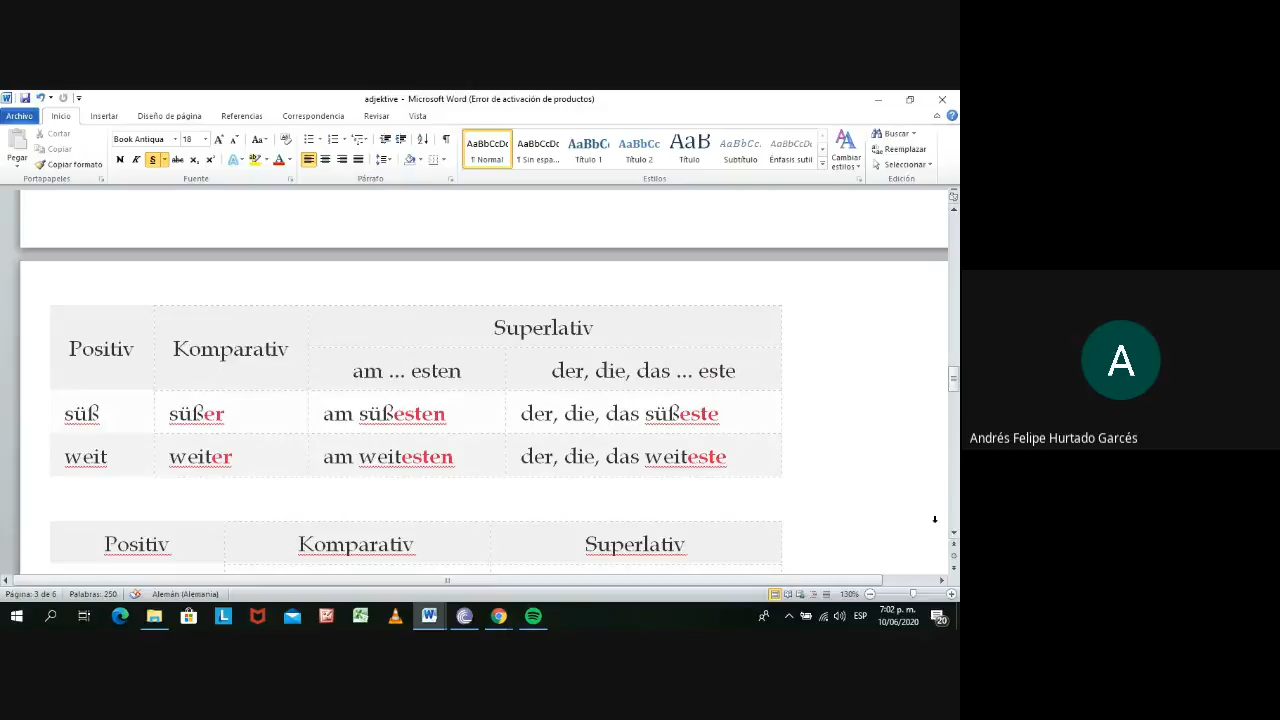 adjektive - Microsoft Word (Error de activación de productos)
Archivo Inicio Insertar Diseño de página Referencias Correspondencia Revisar Vista
Pegar
Cortar
Copiar
Copiar formato
Portapapeles
Book Antiqua 18
Fuente
Párrafo
AaBbCcDc AaBbCcDc AaBbC AaBbCc AaB AaBbCc. AaBbCcDc
¶ Normal ¶ Sin espa... Título 1 Título 2 Título Subtítulo Énfasis sutil
Cambiar estilos
Estilos
Buscar
Reemplazar
Seleccionar
Edición
Positiv Komparativ Superlativ
am ... esten der, die, das ... este
süß süßer am süßesten der, die, das süßeste
weit weiter am weitesten der, die, das weiteste
Positiv Komparativ Superlativ
Página: 3 de 6 Palabras: 250 Alemán (Alemania) 130%
ESP
7:02 p. m.
10/06/2020
20
A
Andrés Felipe Hurtado Garcés